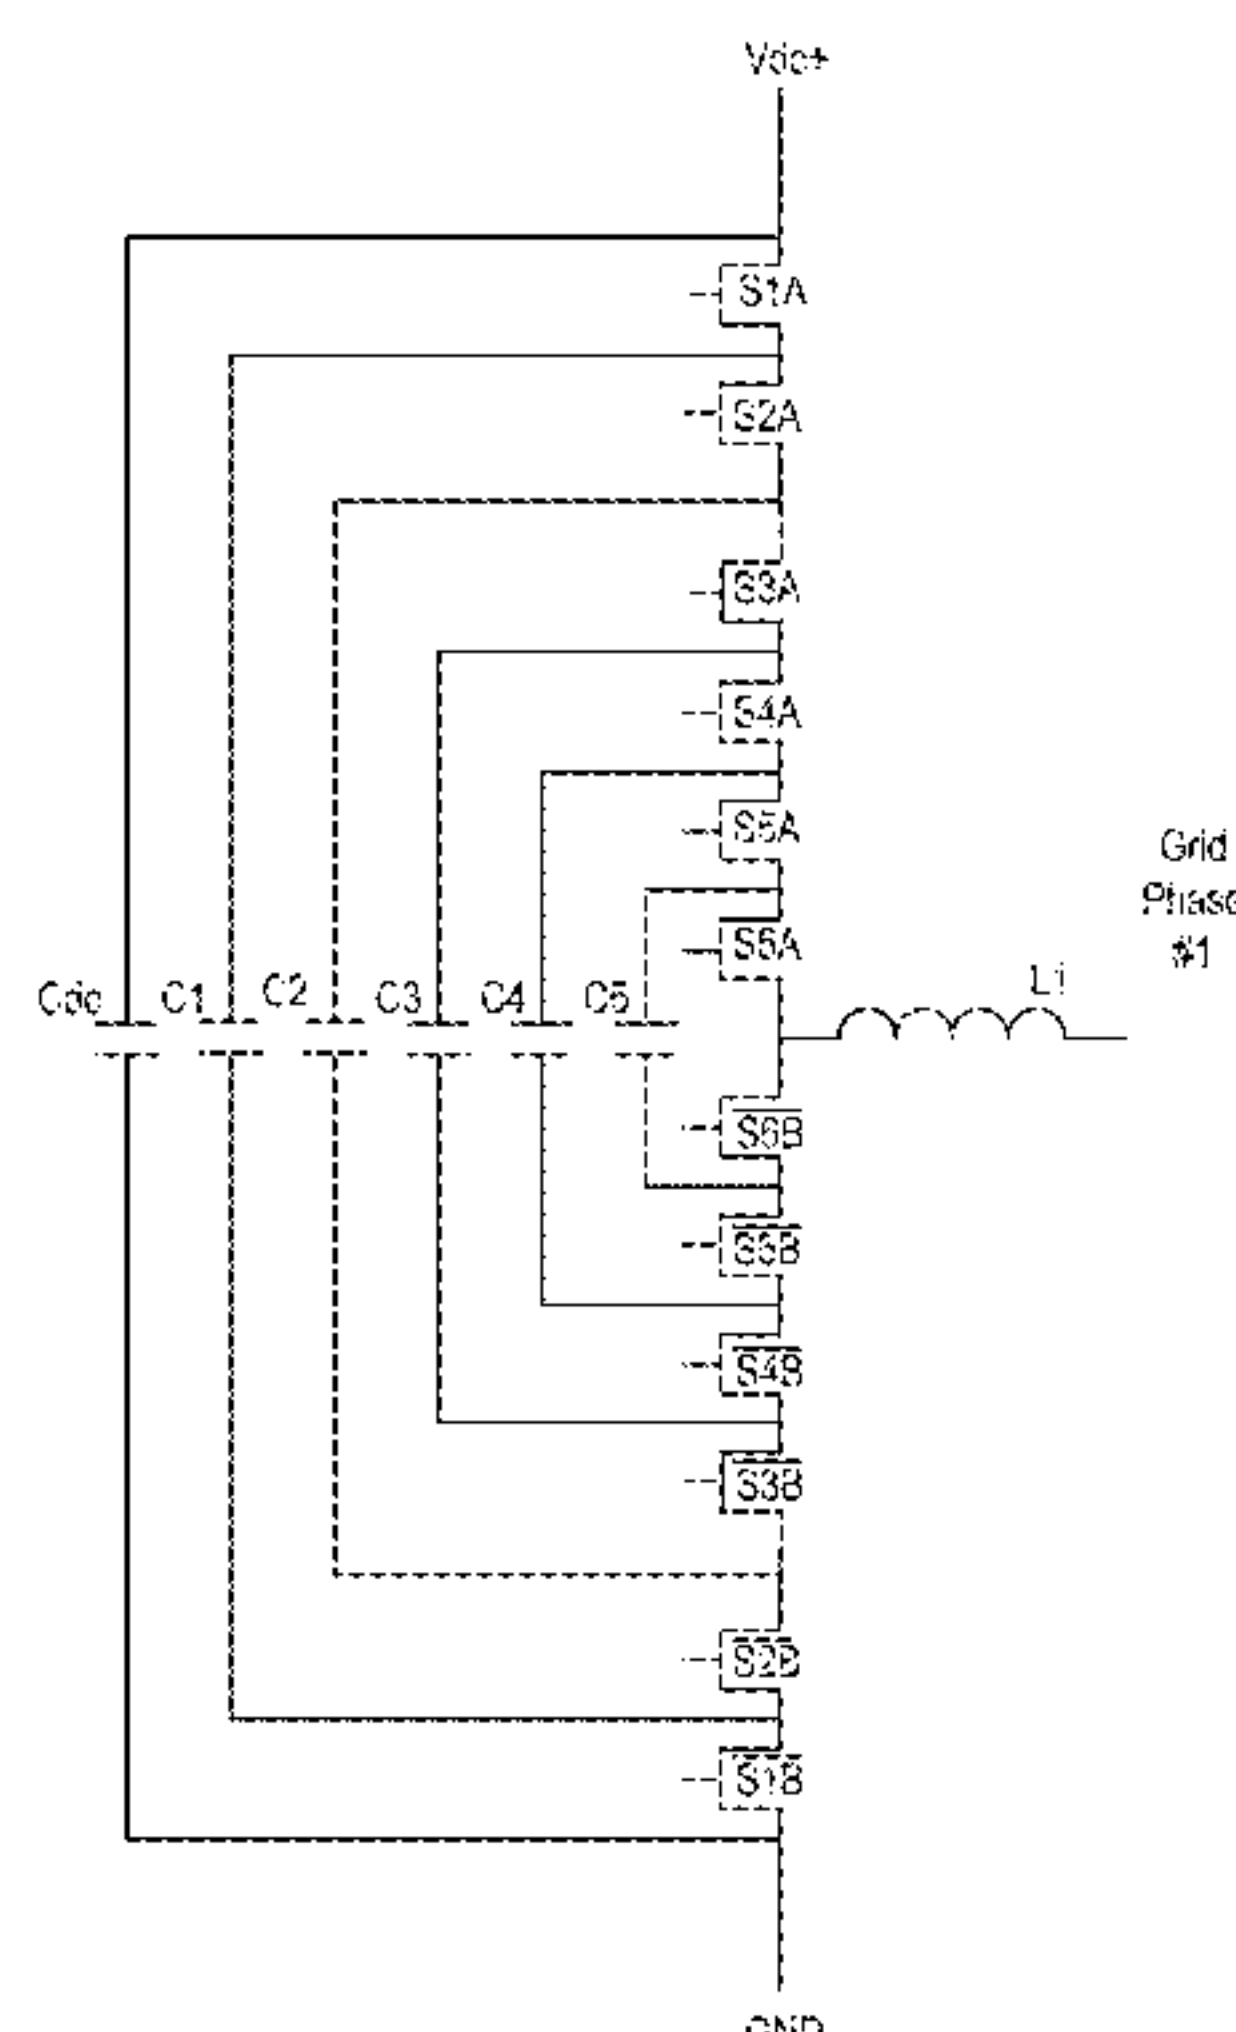 Vdc+
S1A
S2A
S3A
S4A
S5A
S6A
Grid
Phase
#1
Cdc
C1
C2
C3
C4
C5
Li
S6B
S5B
S4B
S3B
S2B
S1B
GND